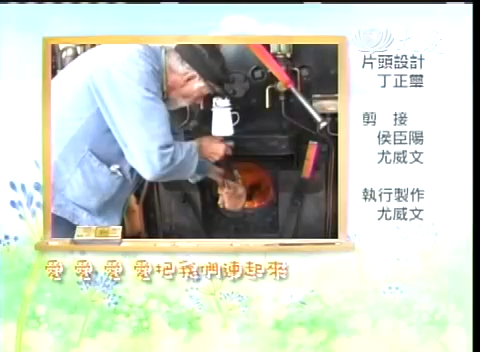 片頭設計
丁正璽
剪 接
侯臣陽
尤威文
執行製作
尤威文
愛 愛 愛 愛把我們連起來